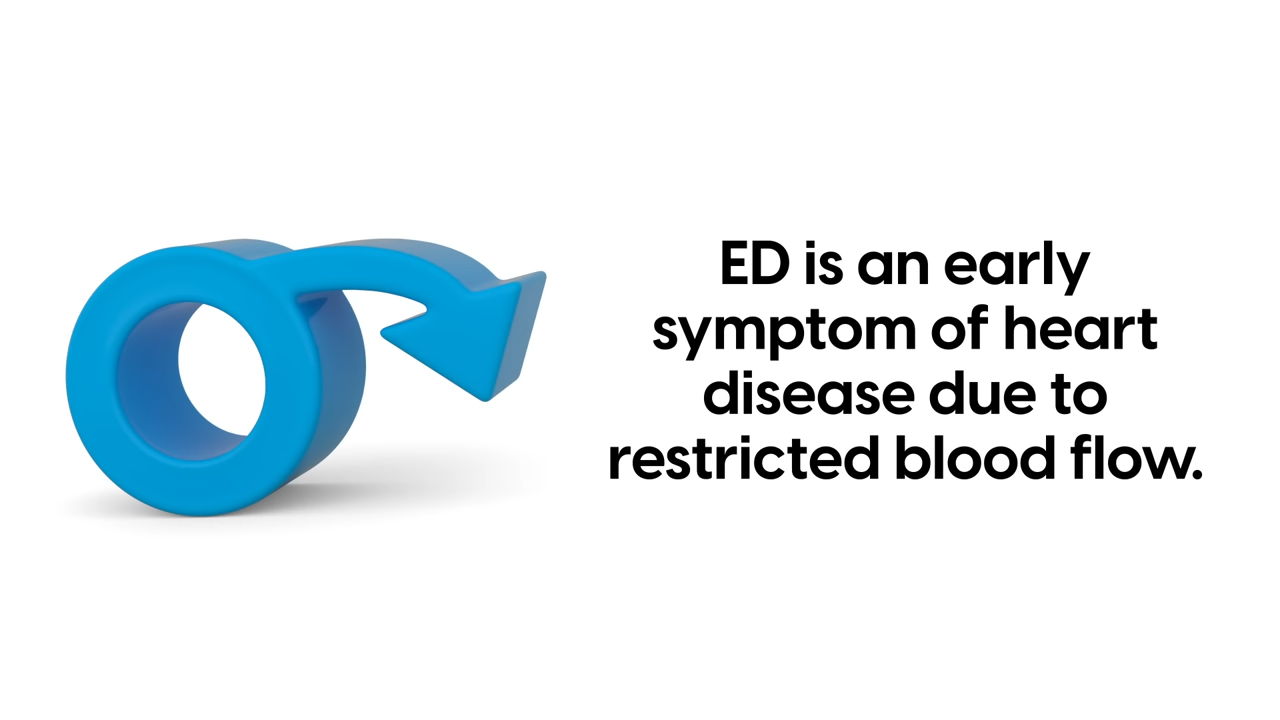 ED is an early
symptom of heart
disease due to
restricted blood flow.